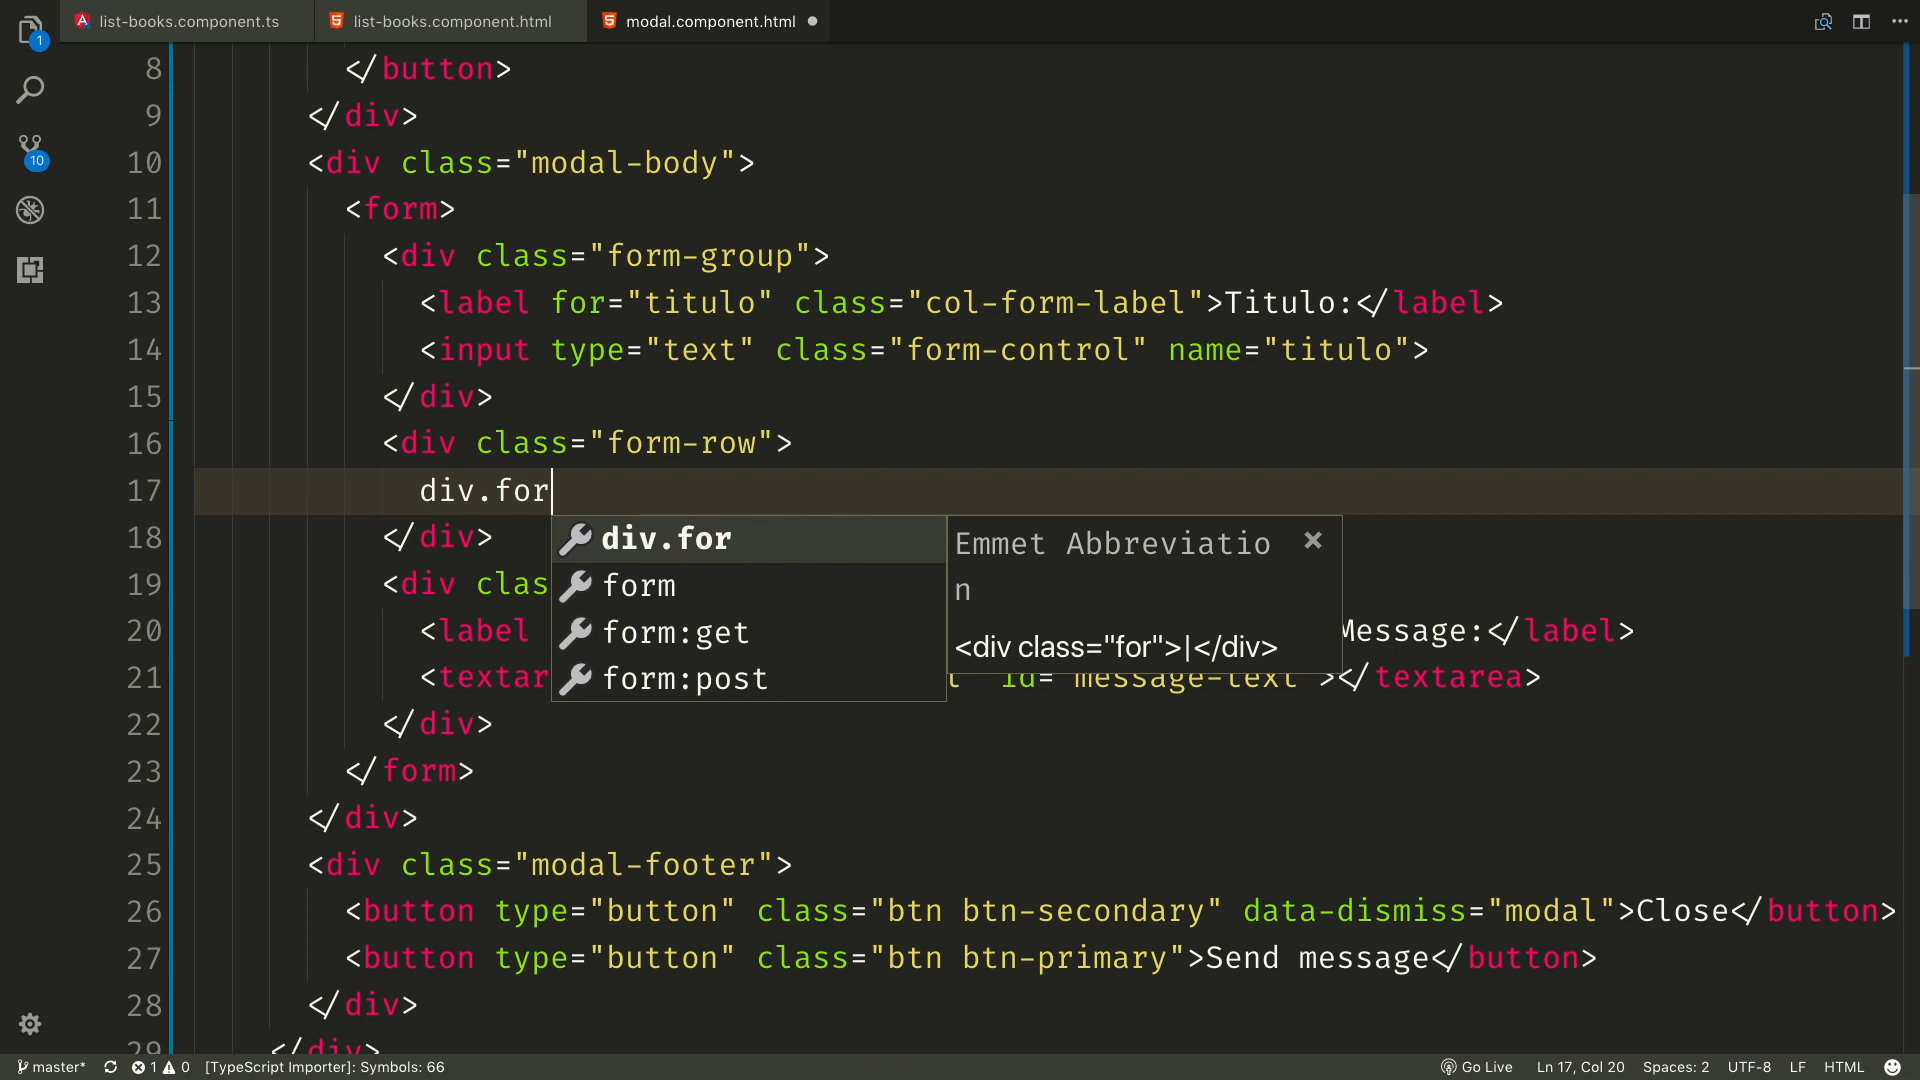 list-books.component.ts
list-books.component.html
modal.component.html
1
10
8 </button>
9 </div>
10 <div class="modal-body">
11 <form>
12 <div class="form-group">
13 <label for="titulo" class="col-form-label">Titulo:</label>
14 <input type="text" class="form-control" name="titulo">
15 </div>
16 <div class="form-row">
17 div.for
18 </div>
19 <div clas
20 <label Message:</label>
21 <textar id="message-text"></textarea>
22 </div>
23 </form>
24 </div>
25 <div class="modal-footer">
26 <button type="button" class="btn btn-secondary" data-dismiss="modal">Close</button>
27 <button type="button" class="btn btn-primary">Send message</button>
28 </div>
29 </div>
div.for
form
form:get
form:post
Emmet Abbreviatio
n
<div class="for">|</div>
master* 1 0 [TypeScript Importer]: Symbols: 66
Go Live Ln 17, Col 20 Spaces: 2 UTF-8 LF HTML